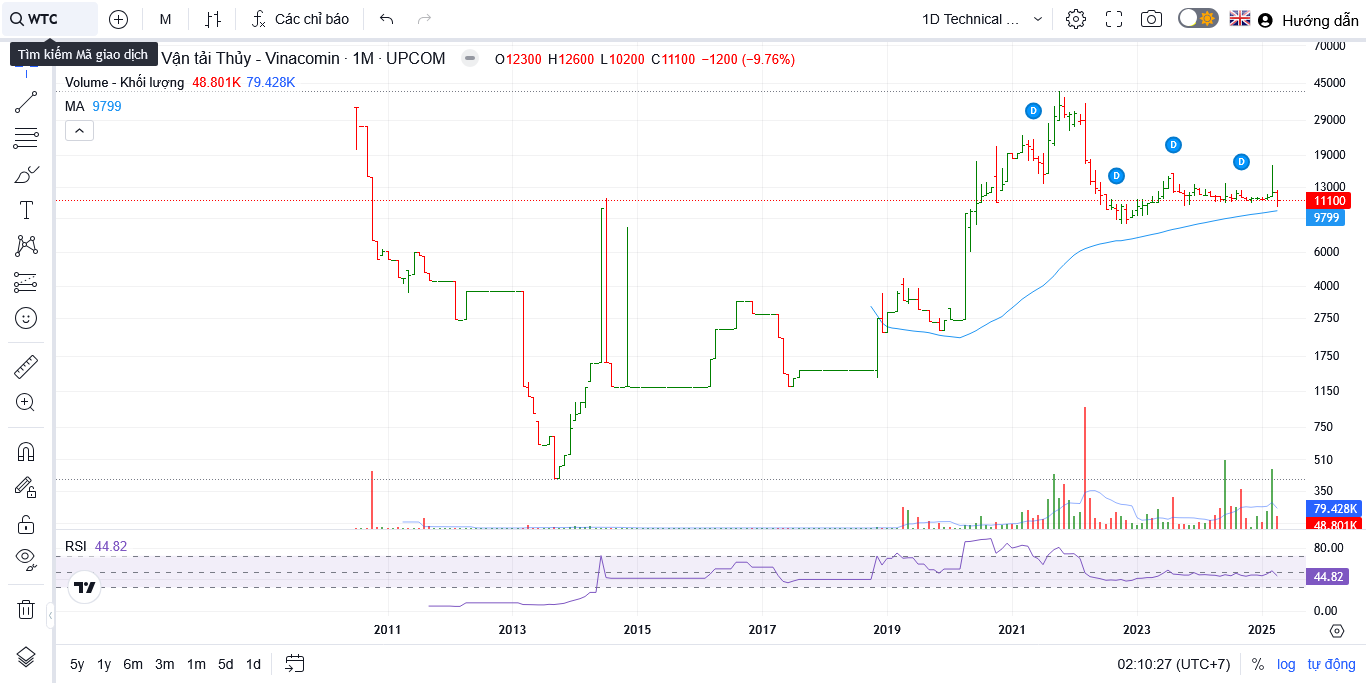 WTC
M
Các chỉ báo
1D Technical ...
Hướng dẫn
Tìm kiếm Mã giao dịch
Vận tải Thủy - Vinacomin · 1M · UPCOM
O12300 H12600 L10200 C11100 −1200 (−9.76%)
Volume - Khối lượng 48.801K 79.428K
MA 9799
D
D
D
D
70000
45000
29000
19000
13000
11100
9799
6000
4000
2750
1750
1150
750
510
350
79.428K
48.801K
RSI 44.82
80.00
44.82
0.00
2011 2013 2015 2017 2019 2021 2023 2025
5y 1y 6m 3m 1m 5d 1d
02:10:27 (UTC+7)
% log tự động